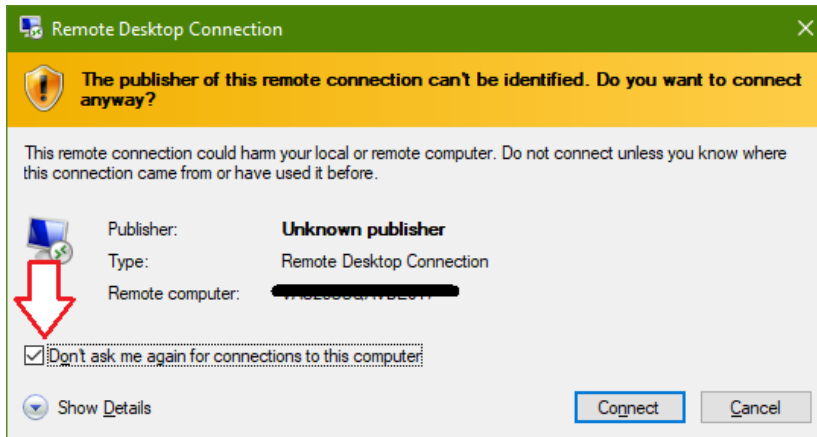 Remote Desktop Connection
The publisher of this remote connection can't be identified. Do you want to connect
anyway?
This remote connection could harm your local or remote computer. Do not connect unless you know where
this connection came from or have used it before.
Publisher: Unknown publisher
Type: Remote Desktop Connection
Remote computer:
Don't ask me again for connections to this computer
Show Details Connect Cancel